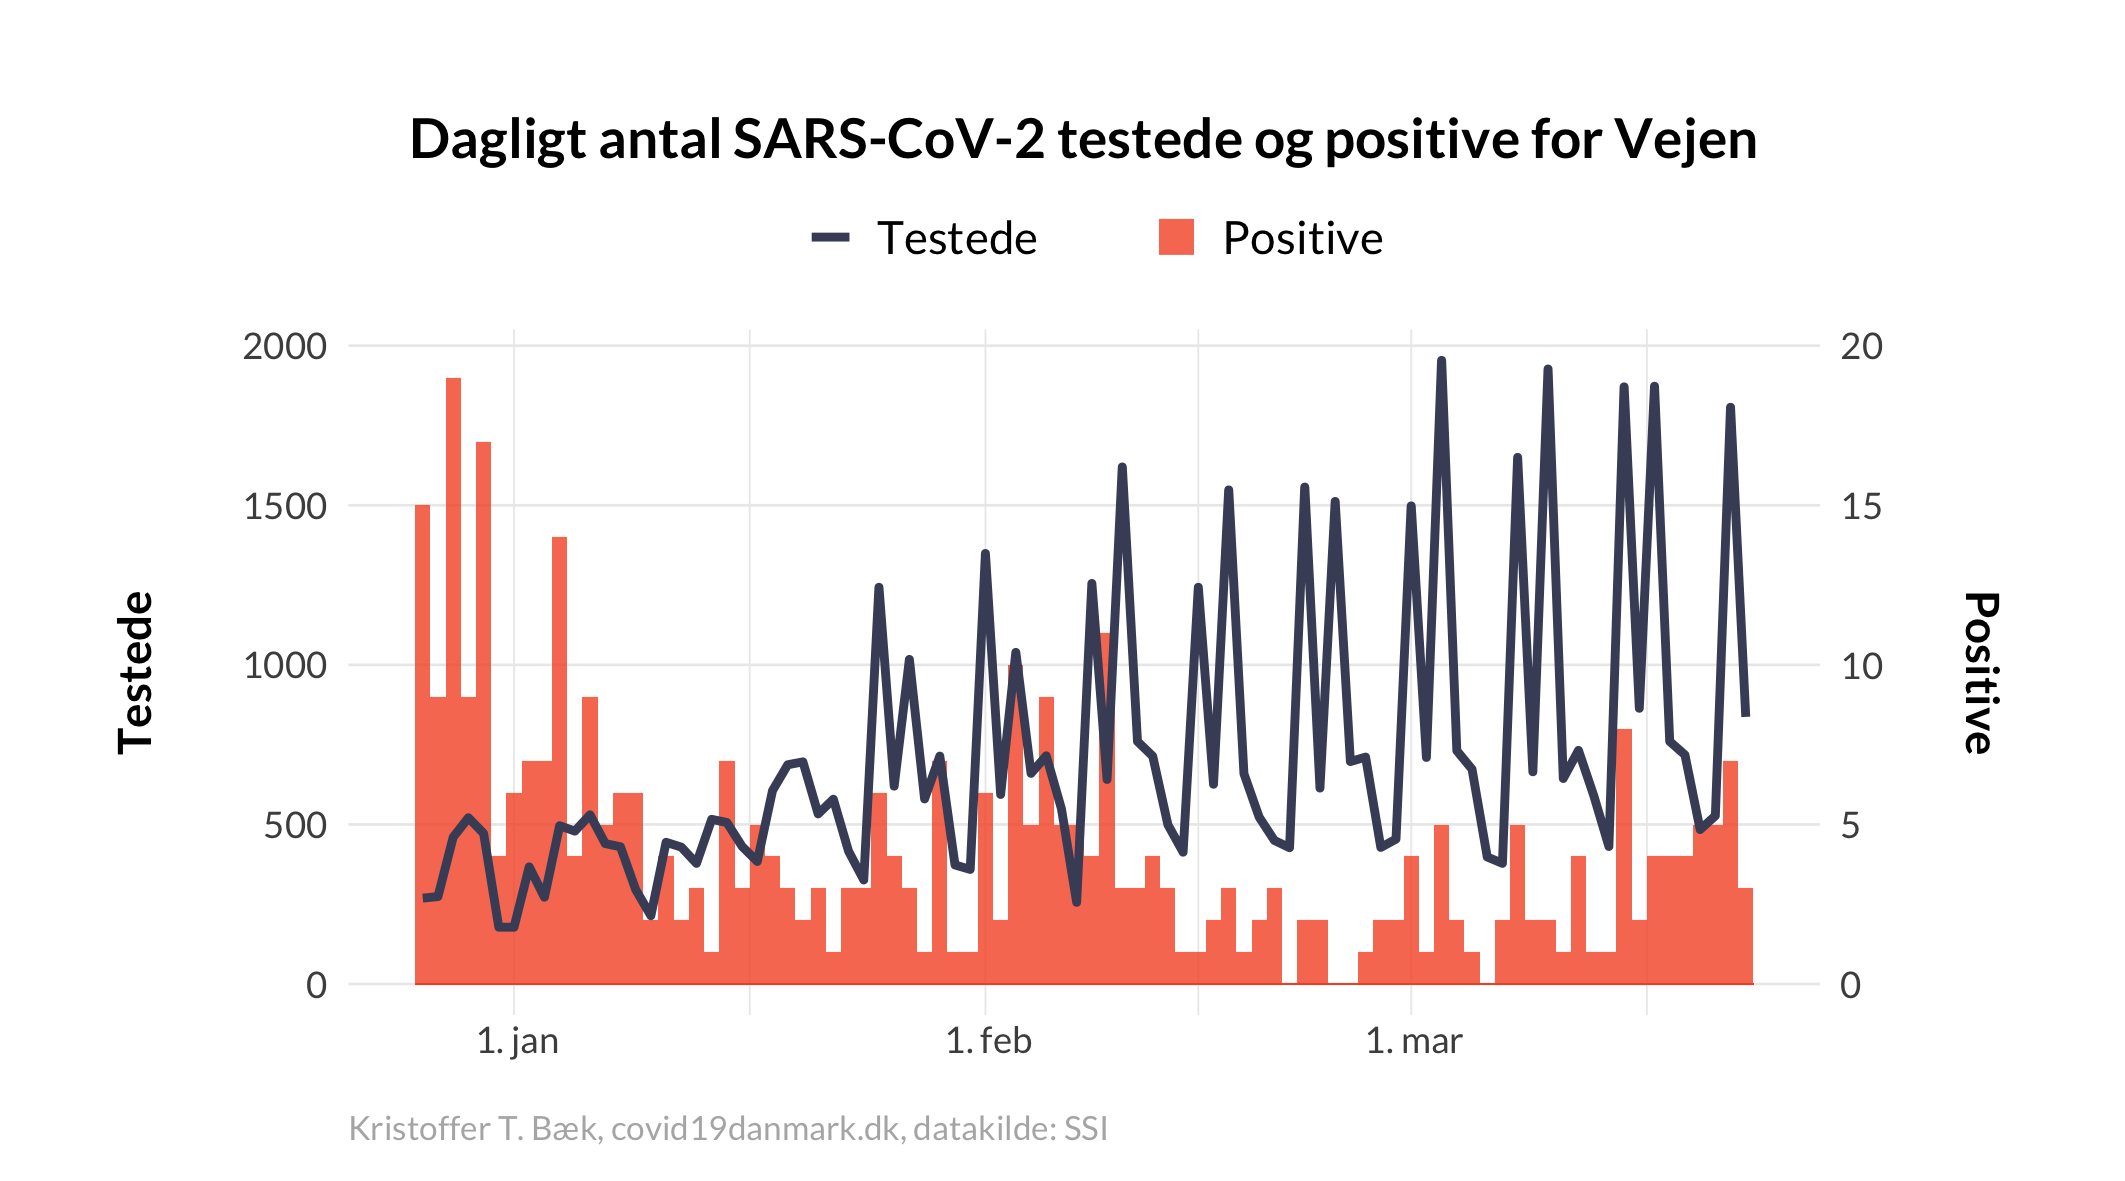 Dagligt antal SARS-CoV-2 testede og positive for Vejen
Testede Positive
2000 20
1500 15
1000 10
500 5
0 0
Testede
Positive
1. jan 1. feb 1. mar
Kristoffer T. Bæk, covid19danmark.dk, datakilde: SSI